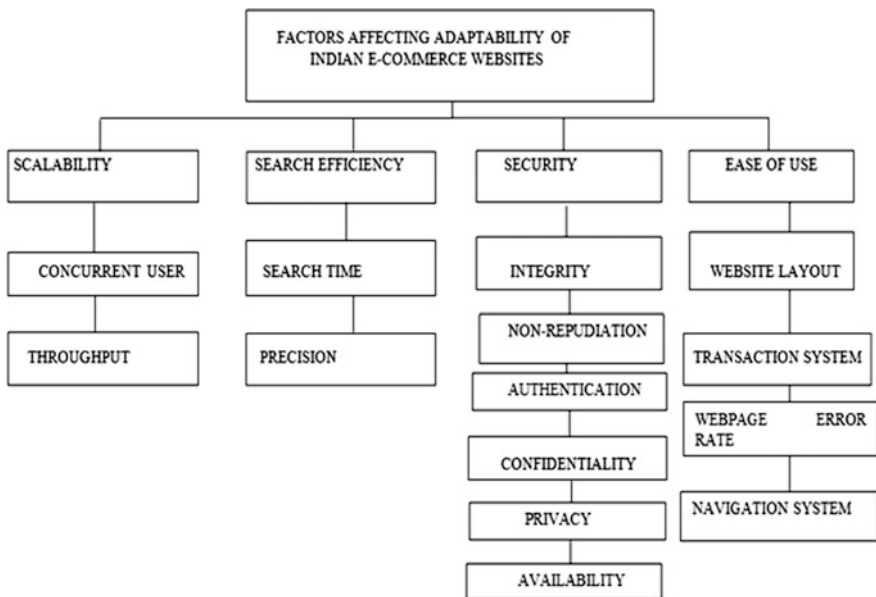 FACTORS AFFECTING ADAPTABILITY OF
INDIAN E-COMMERCE WEBSITES
SCALABILITY
SEARCH EFFICIENCY
SECURITY
EASE OF USE
CONCURRENT USER
SEARCH TIME
INTEGRITY
WEBSITE LAYOUT
THROUGHPUT
PRECISION
NON-REPUDIATION
TRANSACTION SYSTEM
AUTHENTICATION
WEBPAGE ERROR
RATE
CONFIDENTIALITY
NAVIGATION SYSTEM
PRIVACY
AVAILABILITY